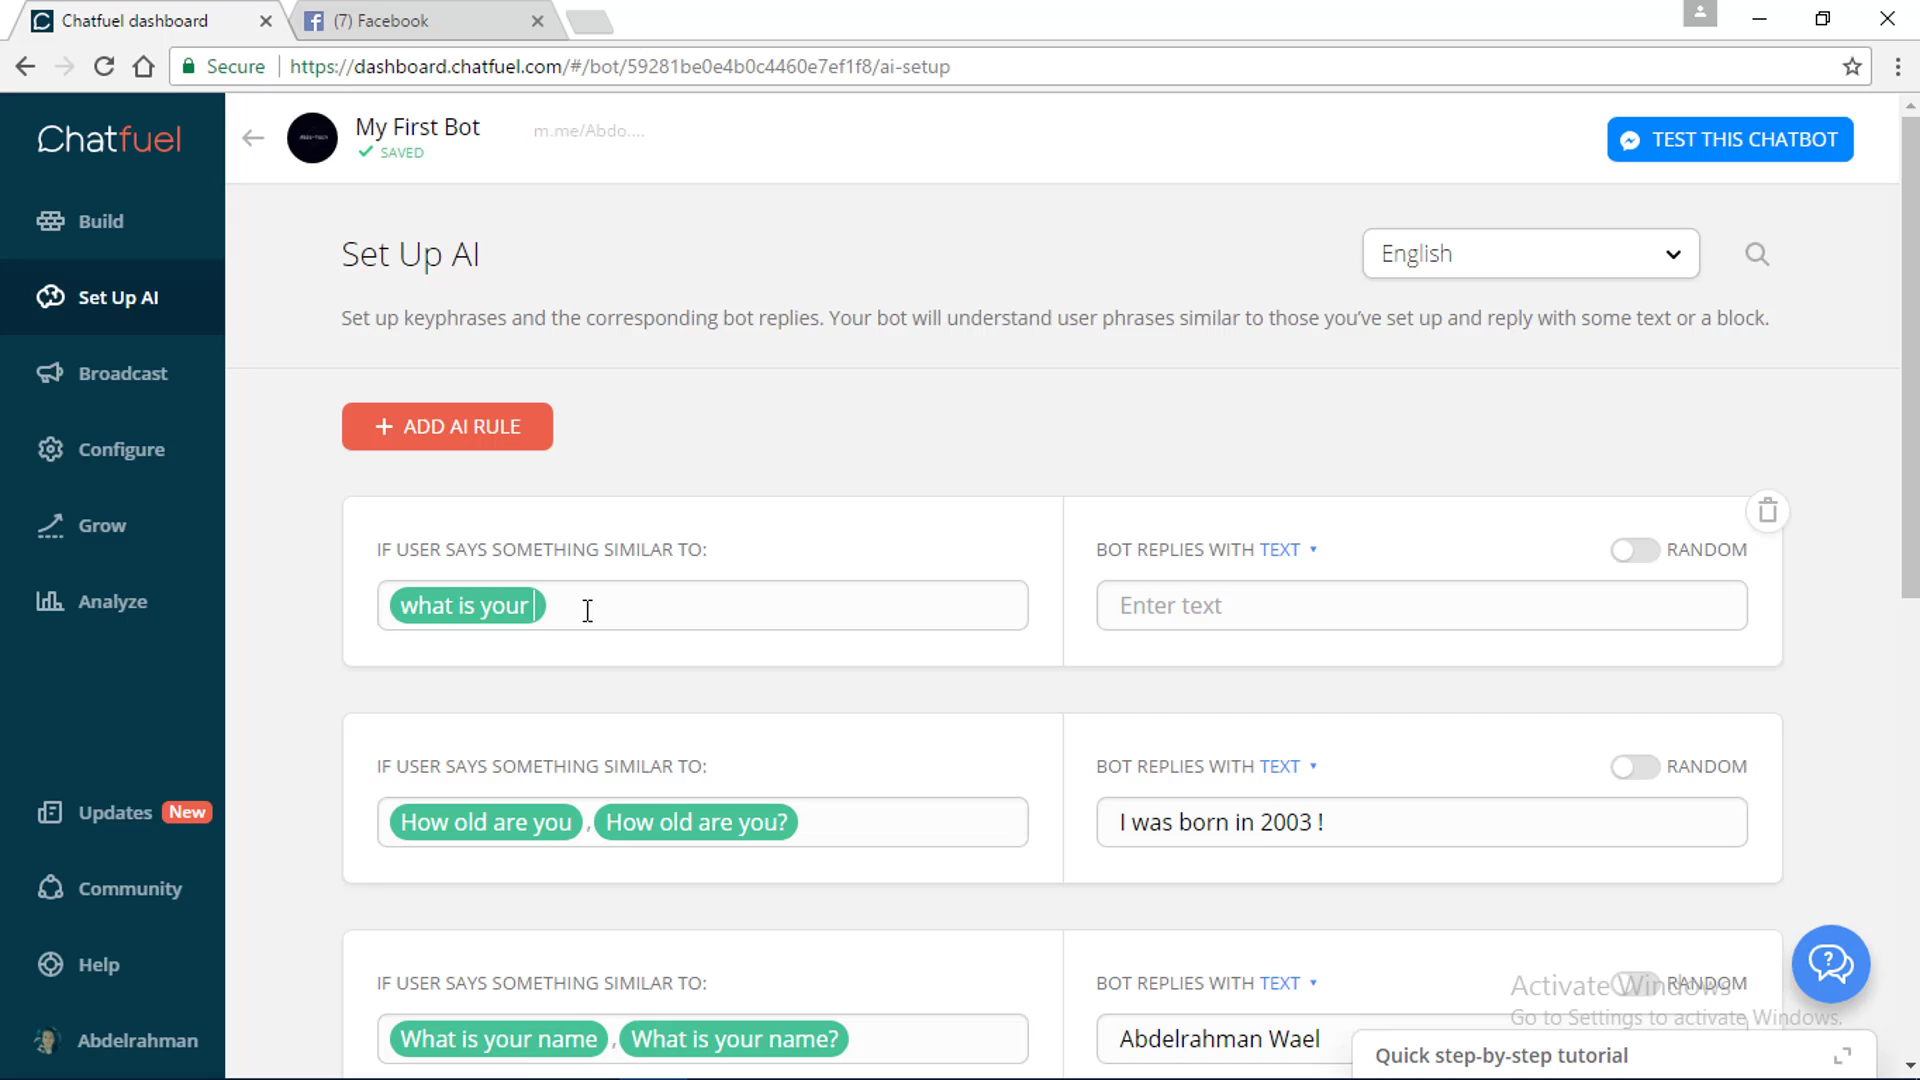 Chatfuel dashboard
(7) Facebook
Secure https://dashboard.chatfuel.com/#/bot/59281be0e4b0c4460e7ef1f8/ai-setup
Chatfuel
My First Bot
SAVED
m.me/Abdo....
TEST THIS CHATBOT
Build
Set Up AI
Broadcast
Configure
Grow
Analyze
Updates New
Community
Help
Abdelrahman
Set Up AI
English
Set up keyphrases and the corresponding bot replies. Your bot will understand user phrases similar to those you've set up and reply with some text or a block.
+ ADD AI RULE
IF USER SAYS SOMETHING SIMILAR TO:
what is your
BOT REPLIES WITH TEXT
RANDOM
Enter text
IF USER SAYS SOMETHING SIMILAR TO:
How old are you , How old are you?
BOT REPLIES WITH TEXT
RANDOM
I was born in 2003 !
IF USER SAYS SOMETHING SIMILAR TO:
What is your name , What is your name?
BOT REPLIES WITH TEXT
RANDOM
Abdelrahman Wael
Activate Windows
Go to Settings to activate Windows.
Quick step-by-step tutorial